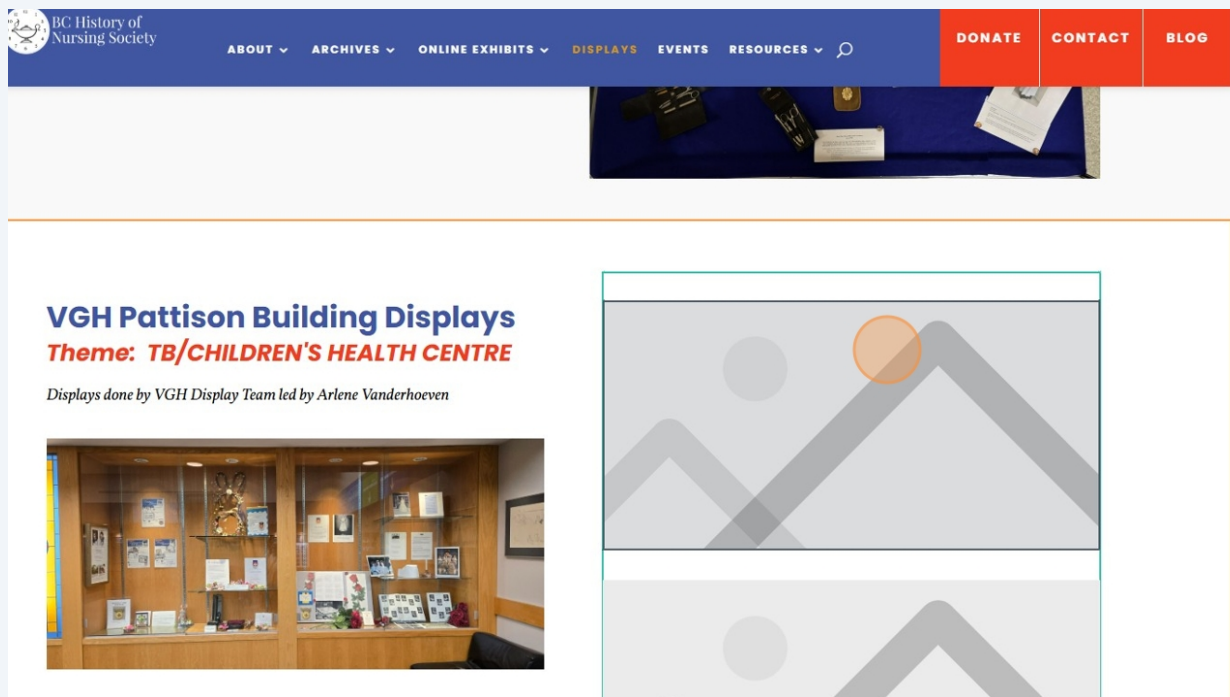 BC History of
Nursing Society
ABOUT ARCHIVES ONLINE EXHIBITS DISPLAYS EVENTS RESOURCES
DONATE CONTACT BLOG
VGH Pattison Building Displays
Theme: TB/CHILDREN'S HEALTH CENTRE
Displays done by VGH Display Team led by Arlene Vanderhoeven